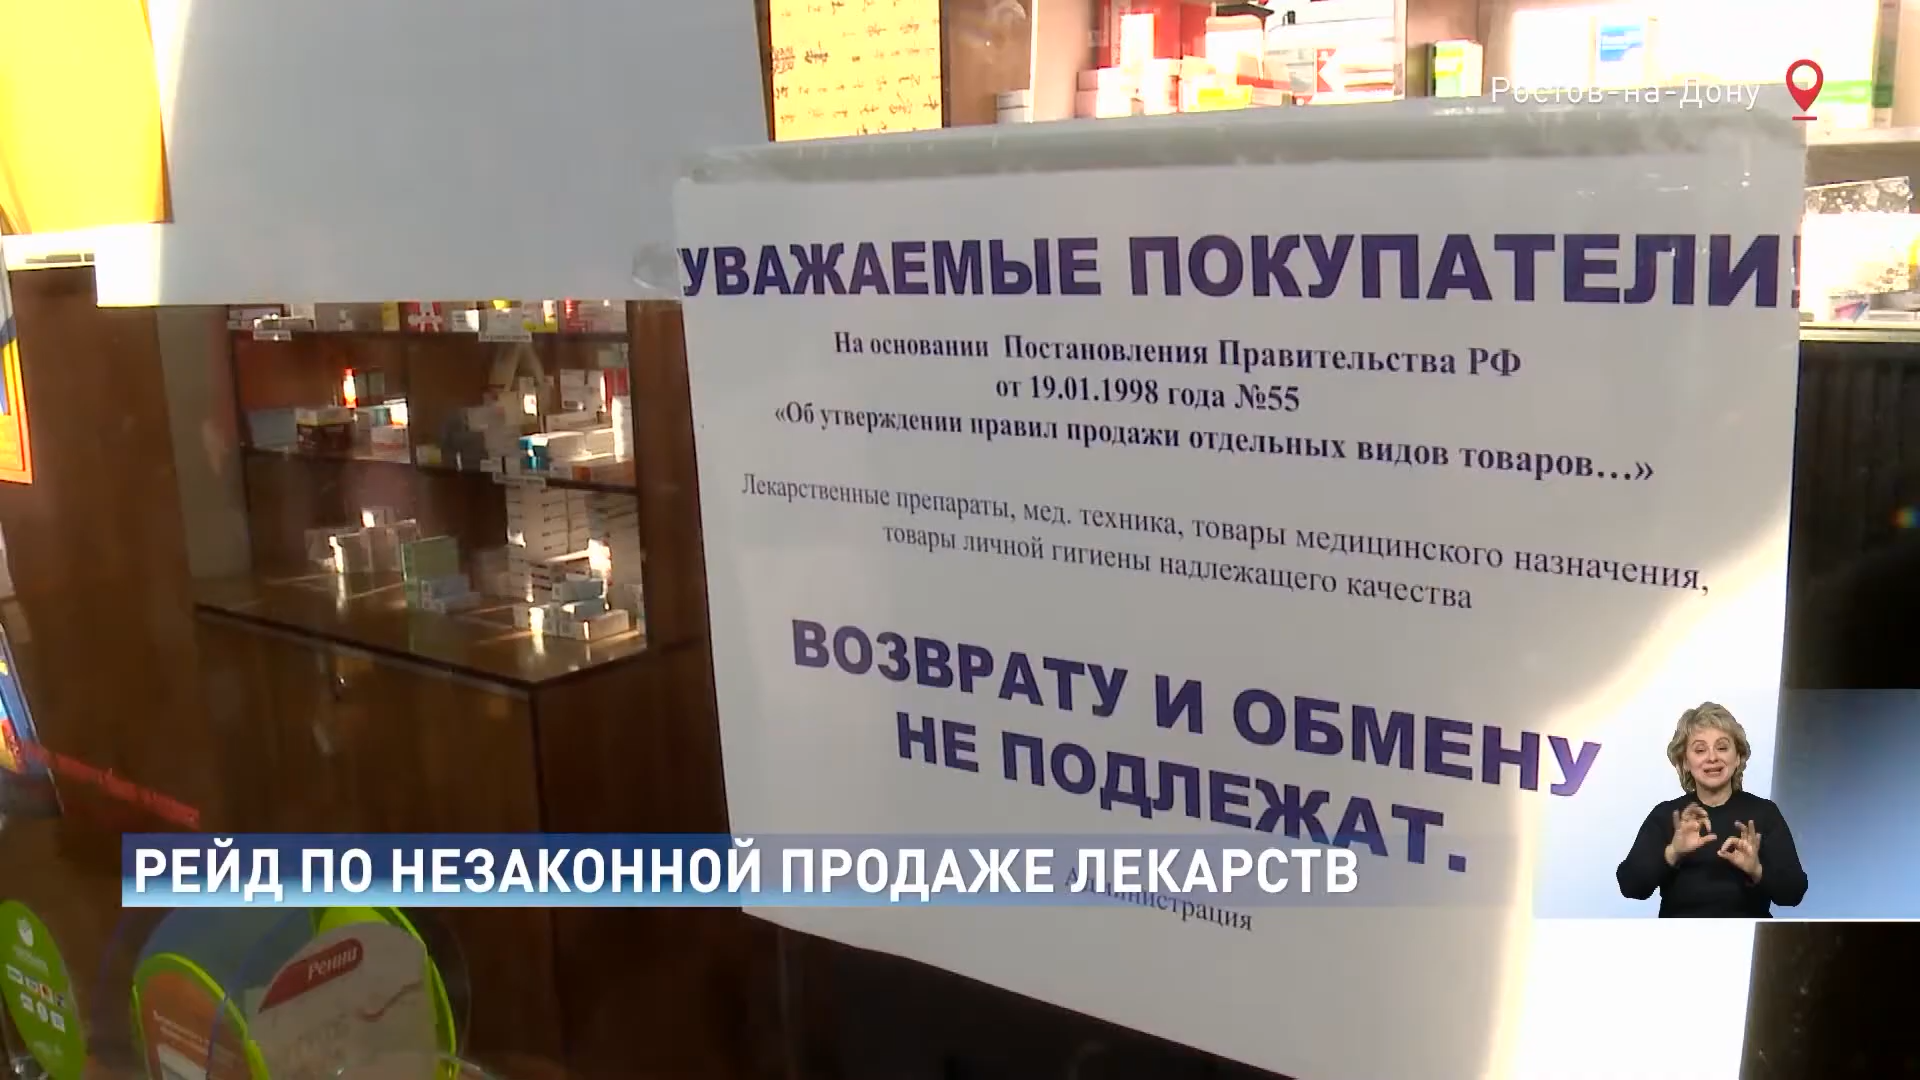 Ростов-на-Дону
УВАЖАЕМЫЕ ПОКУПАТЕЛИ!
На основании Постановления Правительства РФ
от 19.01.1998 года №55
«Об утверждении правил продажи отдельных видов товаров...»
Лекарственные препараты, мед. техника, товары медицинского назначения,
товары личной гигиены надлежащего качества
ВОЗВРАТУ И ОБМЕНУ
НЕ ПОДЛЕЖАТ.
Администрация
РЕЙД ПО НЕЗАКОННОЙ ПРОДАЖЕ ЛЕКАРСТВ
Ренни